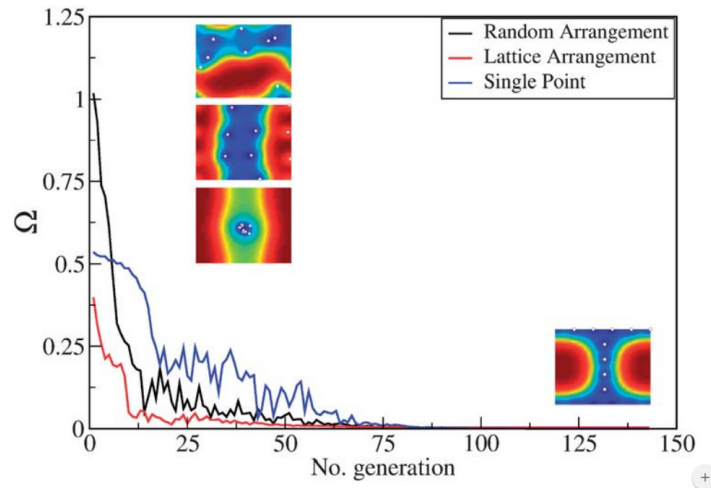 1.25
1
0.75
0.5
0.25
0
Ω
Random Arrangement
Lattice Arrangement
Single Point
0 25 50 75 100 125 150
No. generation
+